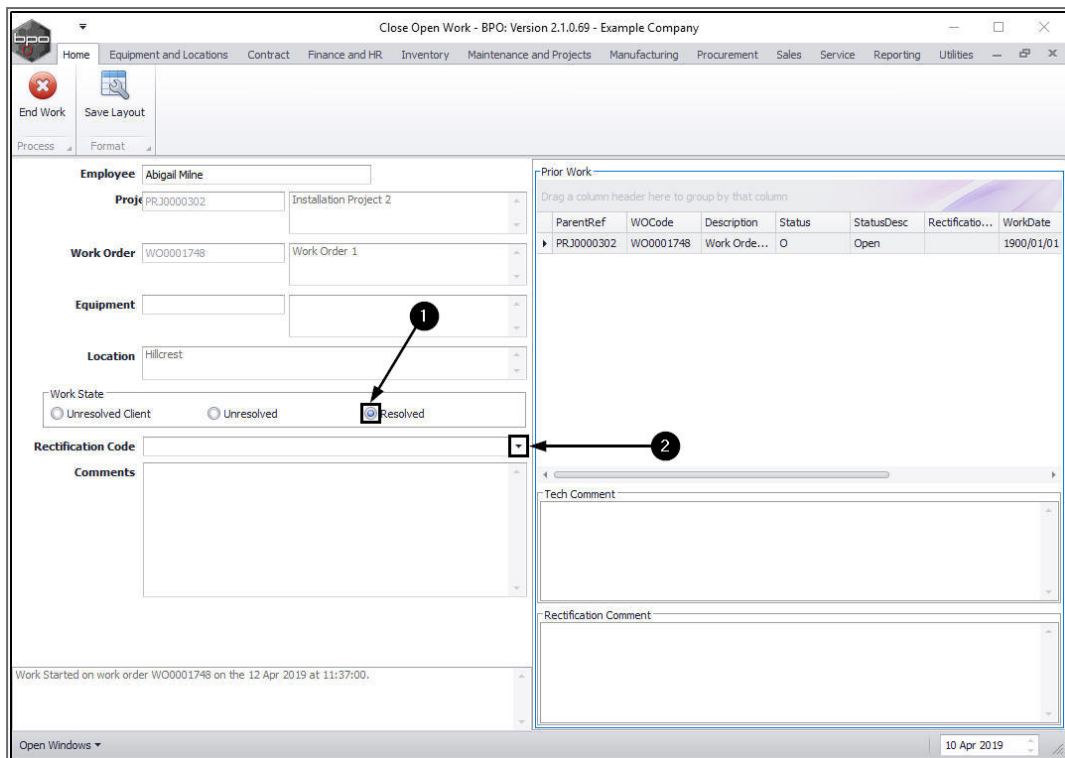 Close Open Work - BPO: Version 2.1.0.69 - Example Company
bpo
Home Equipment and Locations Contract Finance and HR Inventory Maintenance and Projects Manufacturing Procurement Sales Service Reporting Utilities
End Work Save Layout
Process Format
Employee Abigail Milne
Proje PRJ0000302 Installation Project 2
Work Order WO0001748 Work Order 1
Equipment
1
Location Hillcrest
Work State
Unresolved Client Unresolved Resolved
Rectification Code
2
Comments
Work Started on work order WO0001748 on the 12 Apr 2019 at 11:37:00.
Prior Work
Drag a column header here to group by that column
ParentRef WOCode Description Status StatusDesc Rectificatio... WorkDate
PRJ0000302 WO0001748 Work Orde... O Open 1900/01/01
Tech Comment
Rectification Comment
Open Windows 10 Apr 2019